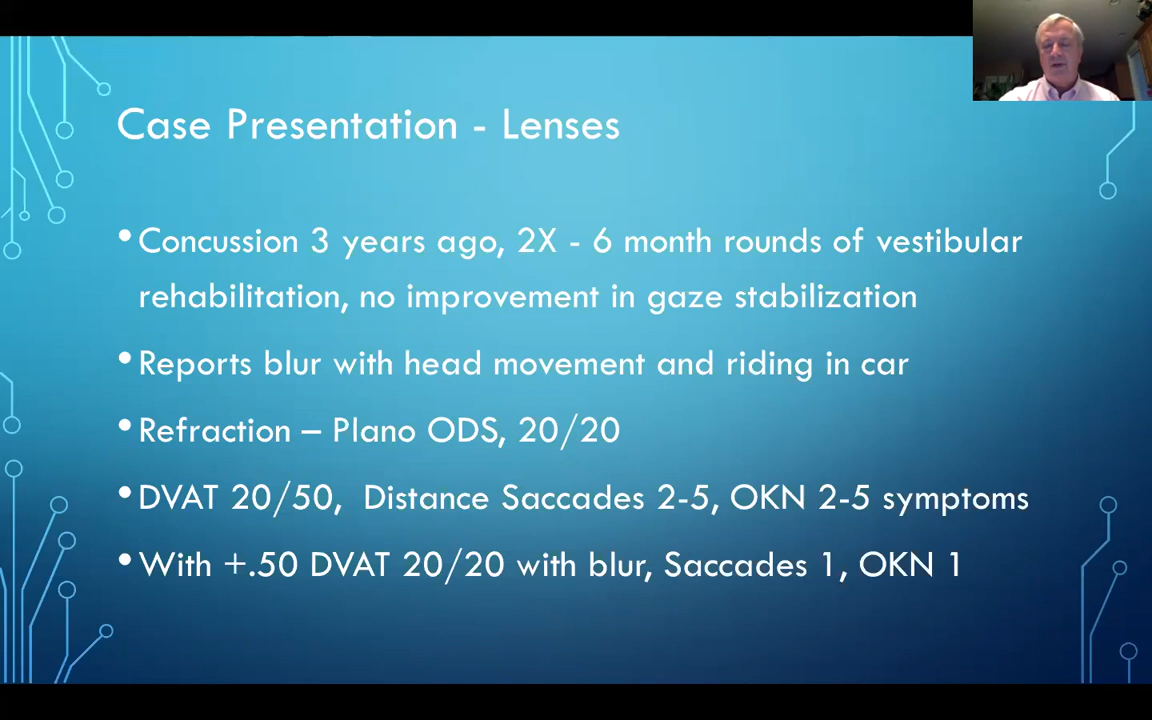 Case Presentation - Lenses
• Concussion 3 years ago, 2X - 6 month rounds of vestibular
rehabilitation, no improvement in gaze stabilization
• Reports blur with head movement and riding in car
• Refraction – Plano ODS, 20/20
• DVAT 20/50,  Distance Saccades 2-5, OKN 2-5 symptoms
• With +.50 DVAT 20/20 with blur, Saccades 1, OKN 1